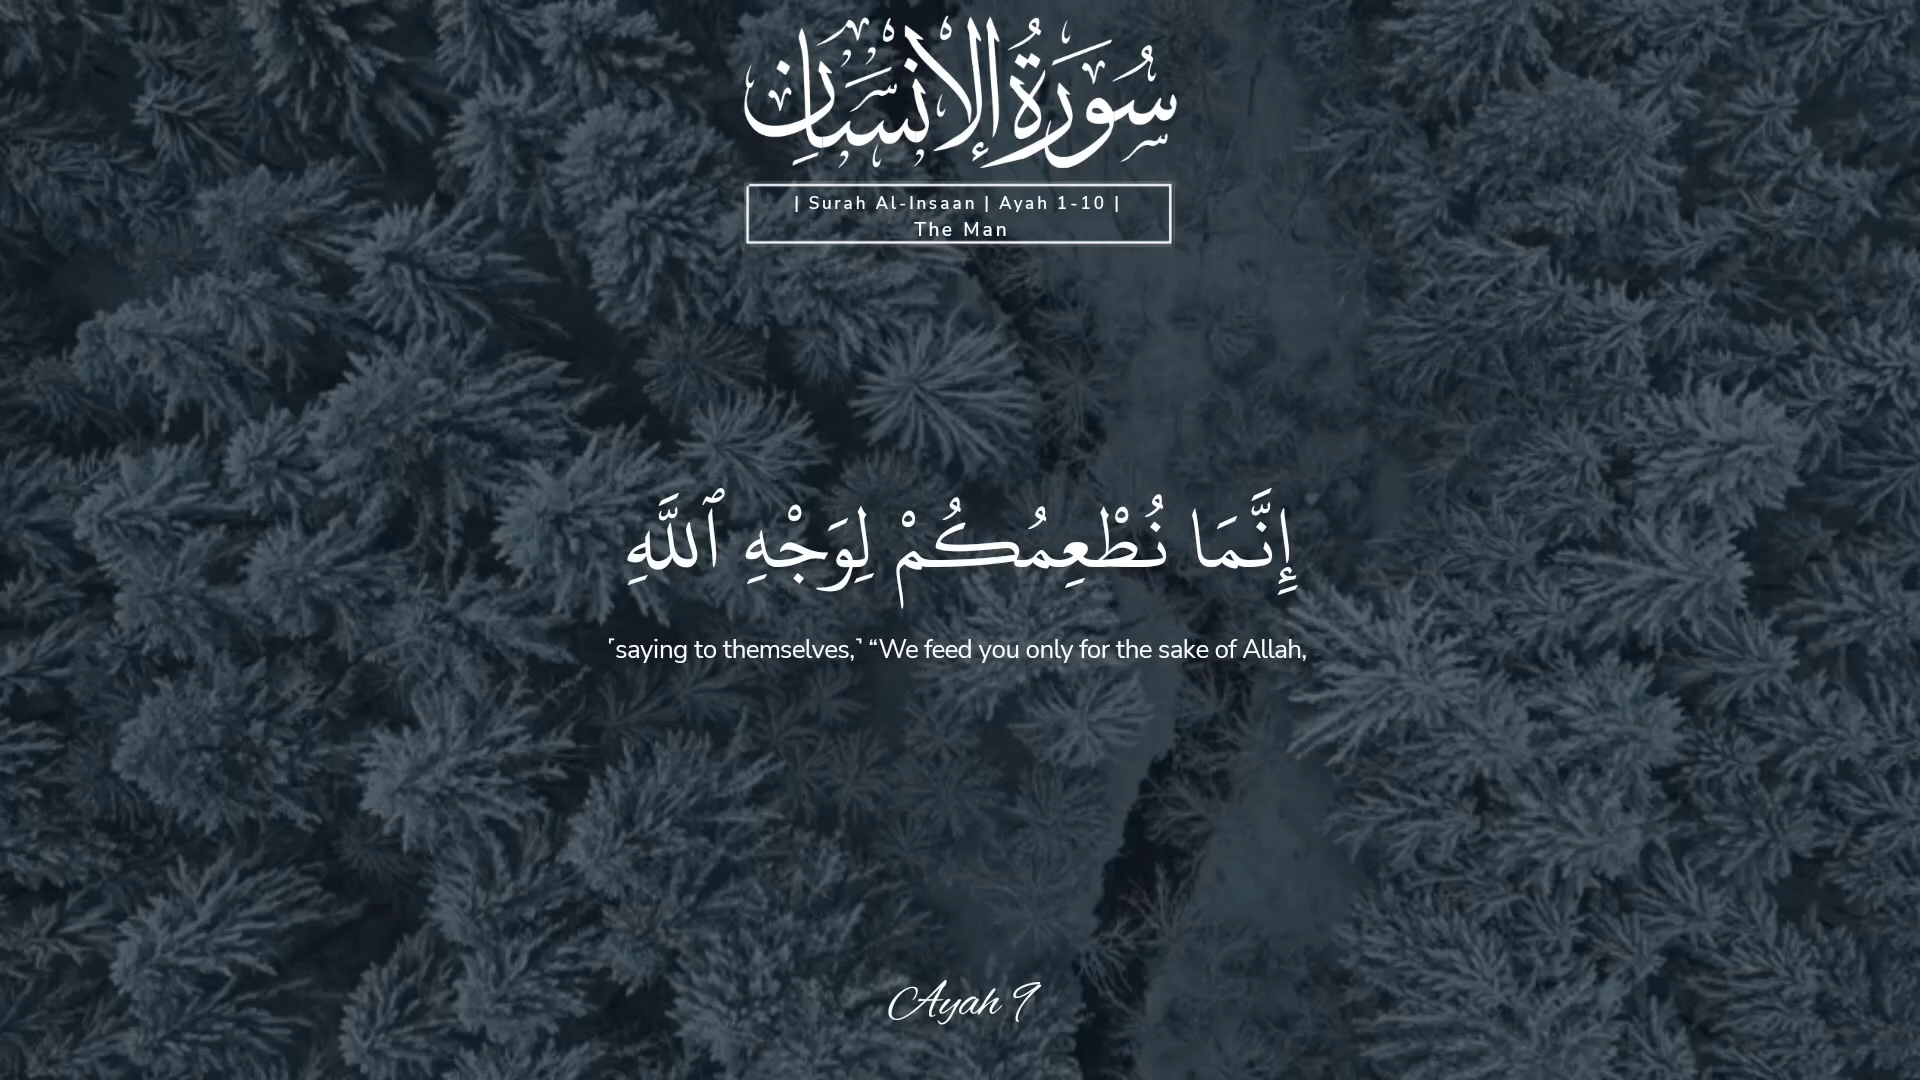 سُورَةُ الإِنسَانِ
| Surah Al-Insaan | Ayah 1-10 |
The Man
إِنَّمَا نُطْعِمُكُمْ لِوَجْهِ ٱللَّهِ
˹saying to themselves,˺ “We feed you only for the sake of Allah,
Ayah 9